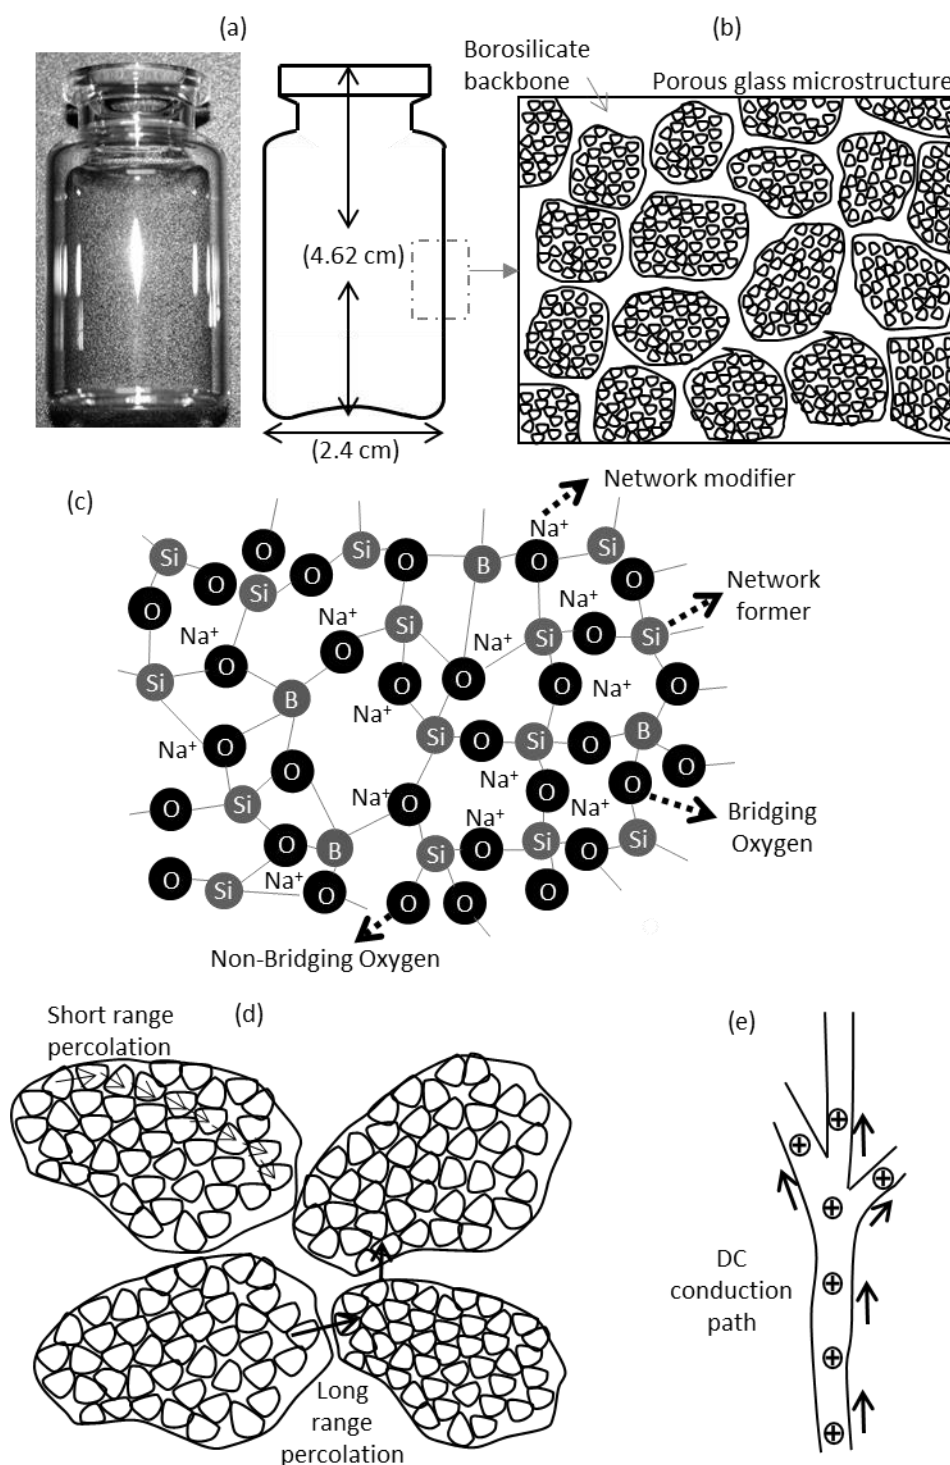 (a)
(b)
Borosilicate
backbone
Porous glass microstructure
(4.62 cm)
(2.4 cm)
(c)
Network modifier
Na⁺
O Si O B O Si
Si O Si O O
Network
former
O Na⁺ Na⁺ Si Na⁺ Na⁺ Si O Si
O O
Si B O O O Na⁺ O
Na⁺
Na⁺ O Si O Si O B
O O
Na⁺ O Na⁺ O Na⁺ O
Bridging
Oxygen
O Si Na⁺
O B Si O Si O Si
O Si Na⁺ O O O O
Non-Bridging Oxygen
(d)
Short range
percolation
Long
range
percolation
(e)
DC
conduction
path